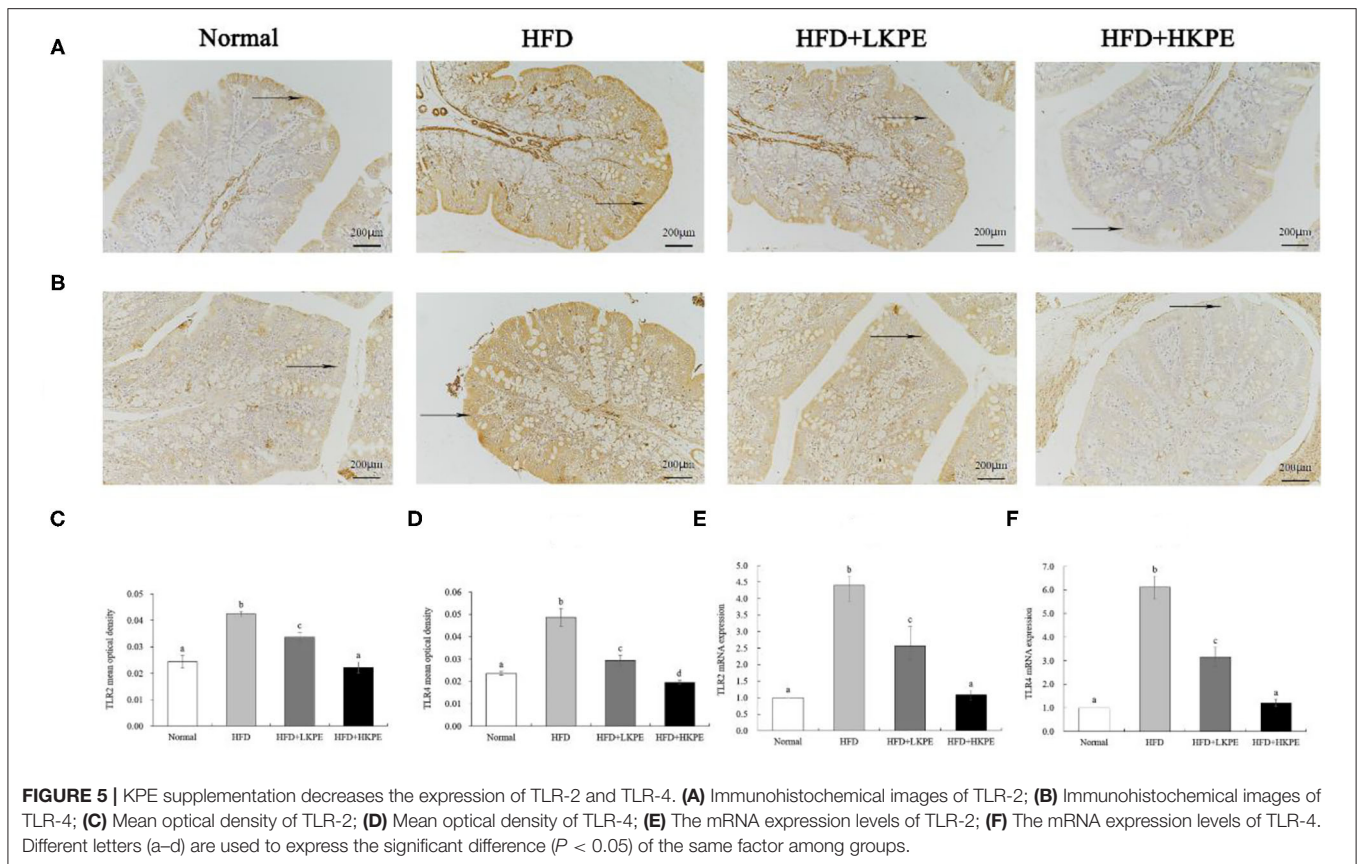 A
Normal
HFD
HFD+LKPE
HFD+HKPE
200μm
200μm
200μm
200μm
B
200μm
200μm
200μm
200μm
C
D
E
F
TLR2 mean optical density
0.05
0.04
0.03
0.02
0.01
0.00
a
b
c
a
Normal
HFD
HFD+LKPE
HFD+HKPE
TLR4 mean optical density
0.06
0.05
0.04
0.03
0.02
0.01
0.00
a
b
c
d
Normal
HFD
HFD+LKPE
HFD+HKPE
TLR2 mRNA expression
5.0
4.5
4.0
3.5
3.0
2.5
2.0
1.5
1.0
0.5
0.0
a
b
c
a
Normal
HFD
HFD+LKPE
HFD+HKPE
TLR4 mRNA expression
7.0
6.0
5.0
4.0
3.0
2.0
1.0
0.0
a
b
c
a
Normal
HFD
HFD+LKPE
HFD+HKPE
FIGURE 5 | KPE supplementation decreases the expression of TLR-2 and TLR-4. (A) Immunohistochemical images of TLR-2; (B) Immunohistochemical images of
TLR-4; (C) Mean optical density of TLR-2; (D) Mean optical density of TLR-4; (E) The mRNA expression levels of TLR-2; (F) The mRNA expression levels of TLR-4.
Different letters (a–d) are used to express the significant difference (P < 0.05) of the same factor among groups.